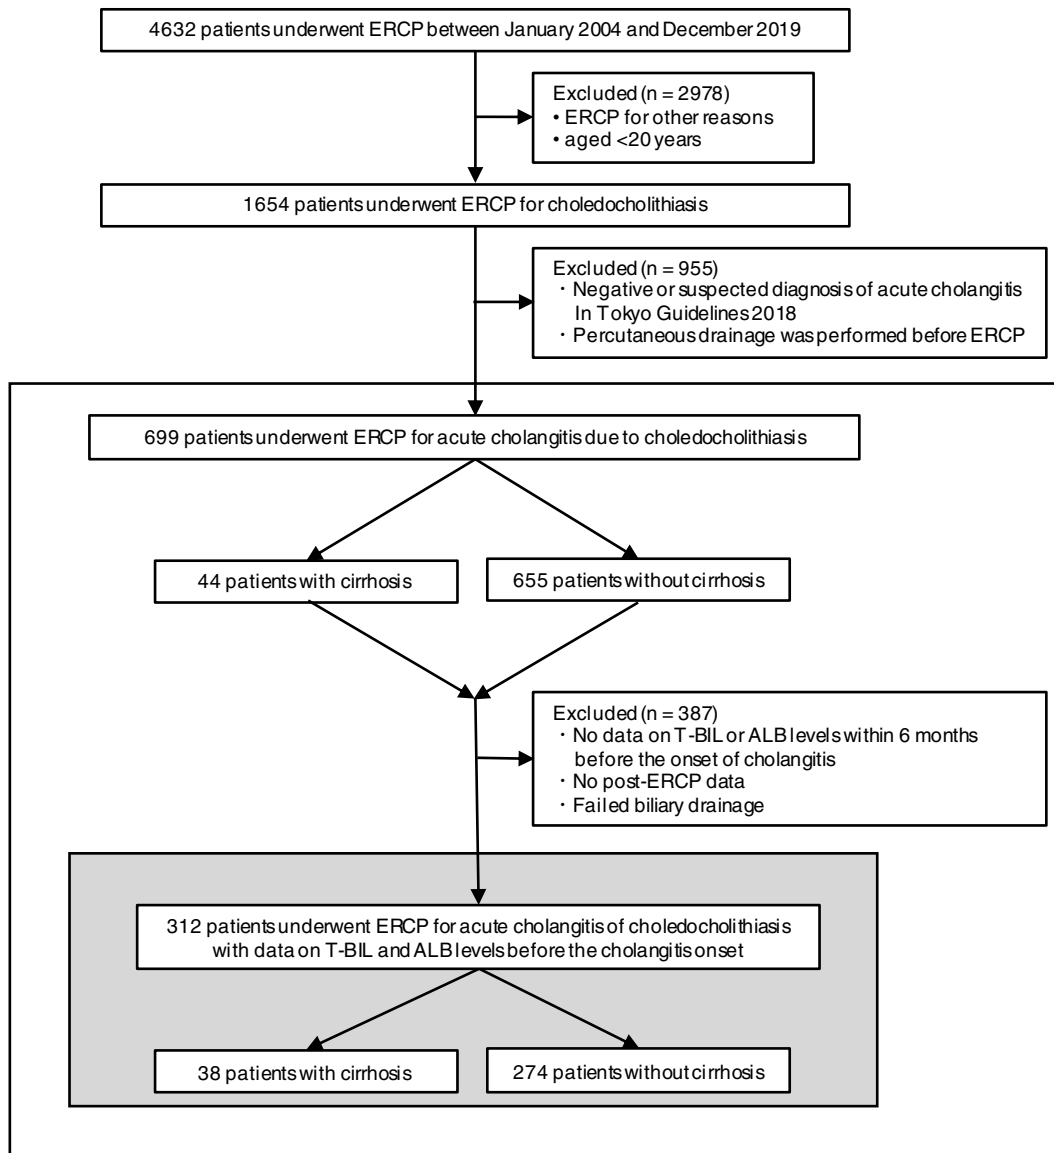 4632 patients underwent ERCP between January 2004 and December 2019
Excluded (n = 2978)
• ERCP for other reasons
• aged <20 years
1654 patients underwent ERCP for choledocholithiasis
Excluded (n = 955)
・Negative or suspected diagnosis of acute cholangitis
In Tokyo Guidelines 2018
・Percutaneous drainage was performed before ERCP
699 patients underwent ERCP for acute cholangitis due to choledocholithiasis
44 patients with cirrhosis
655 patients without cirrhosis
Excluded (n = 387)
・No data on T-BIL or ALB levels within 6 months
before the onset of cholangitis
・No post-ERCP data
・Failed biliary drainage
312 patients underwent ERCP for acute cholangitis of choledocholithiasis
with data on T-BIL and ALB levels before the cholangitis onset
38 patients with cirrhosis
274 patients without cirrhosis